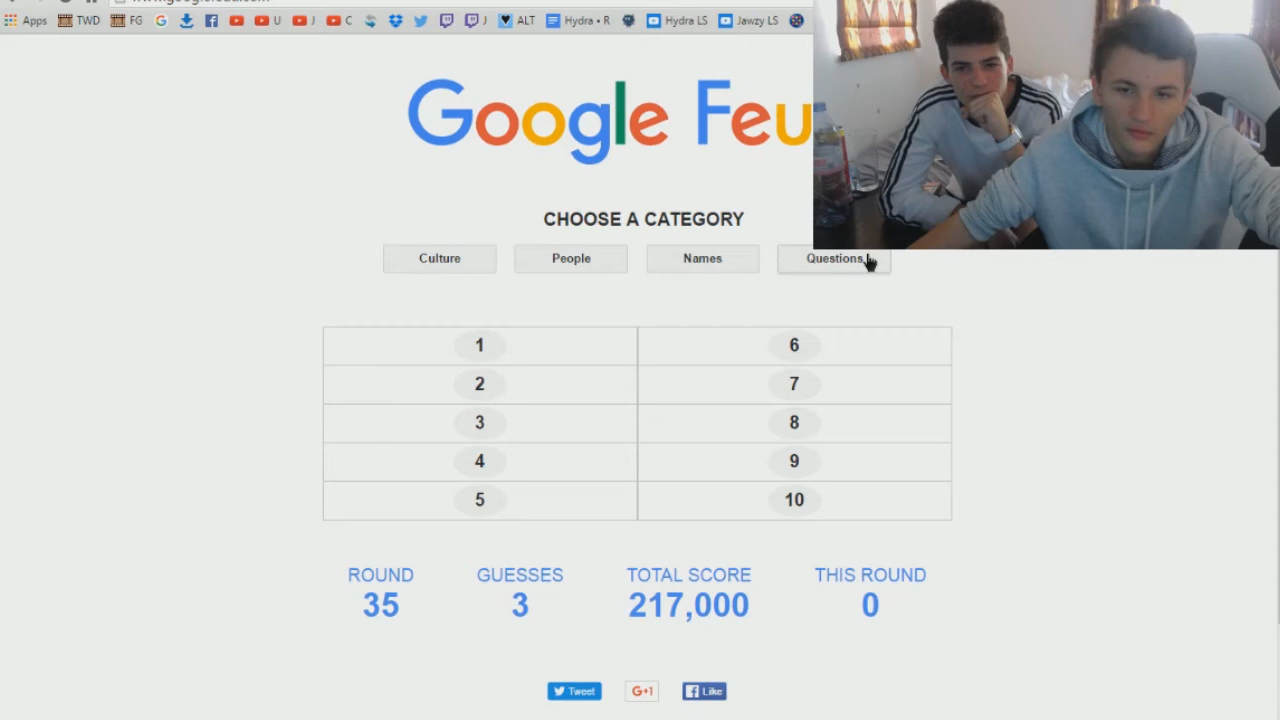 Apps TWD FG U J C J ALT Hydra • R Hydra LS Jawzy LS
Google Feu
CHOOSE A CATEGORY
Culture People Names Questions
1 6
2 7
3 8
4 9
5 10
ROUND GUESSES TOTAL SCORE THIS ROUND
35 3 217,000 0
Tweet G+1 Like